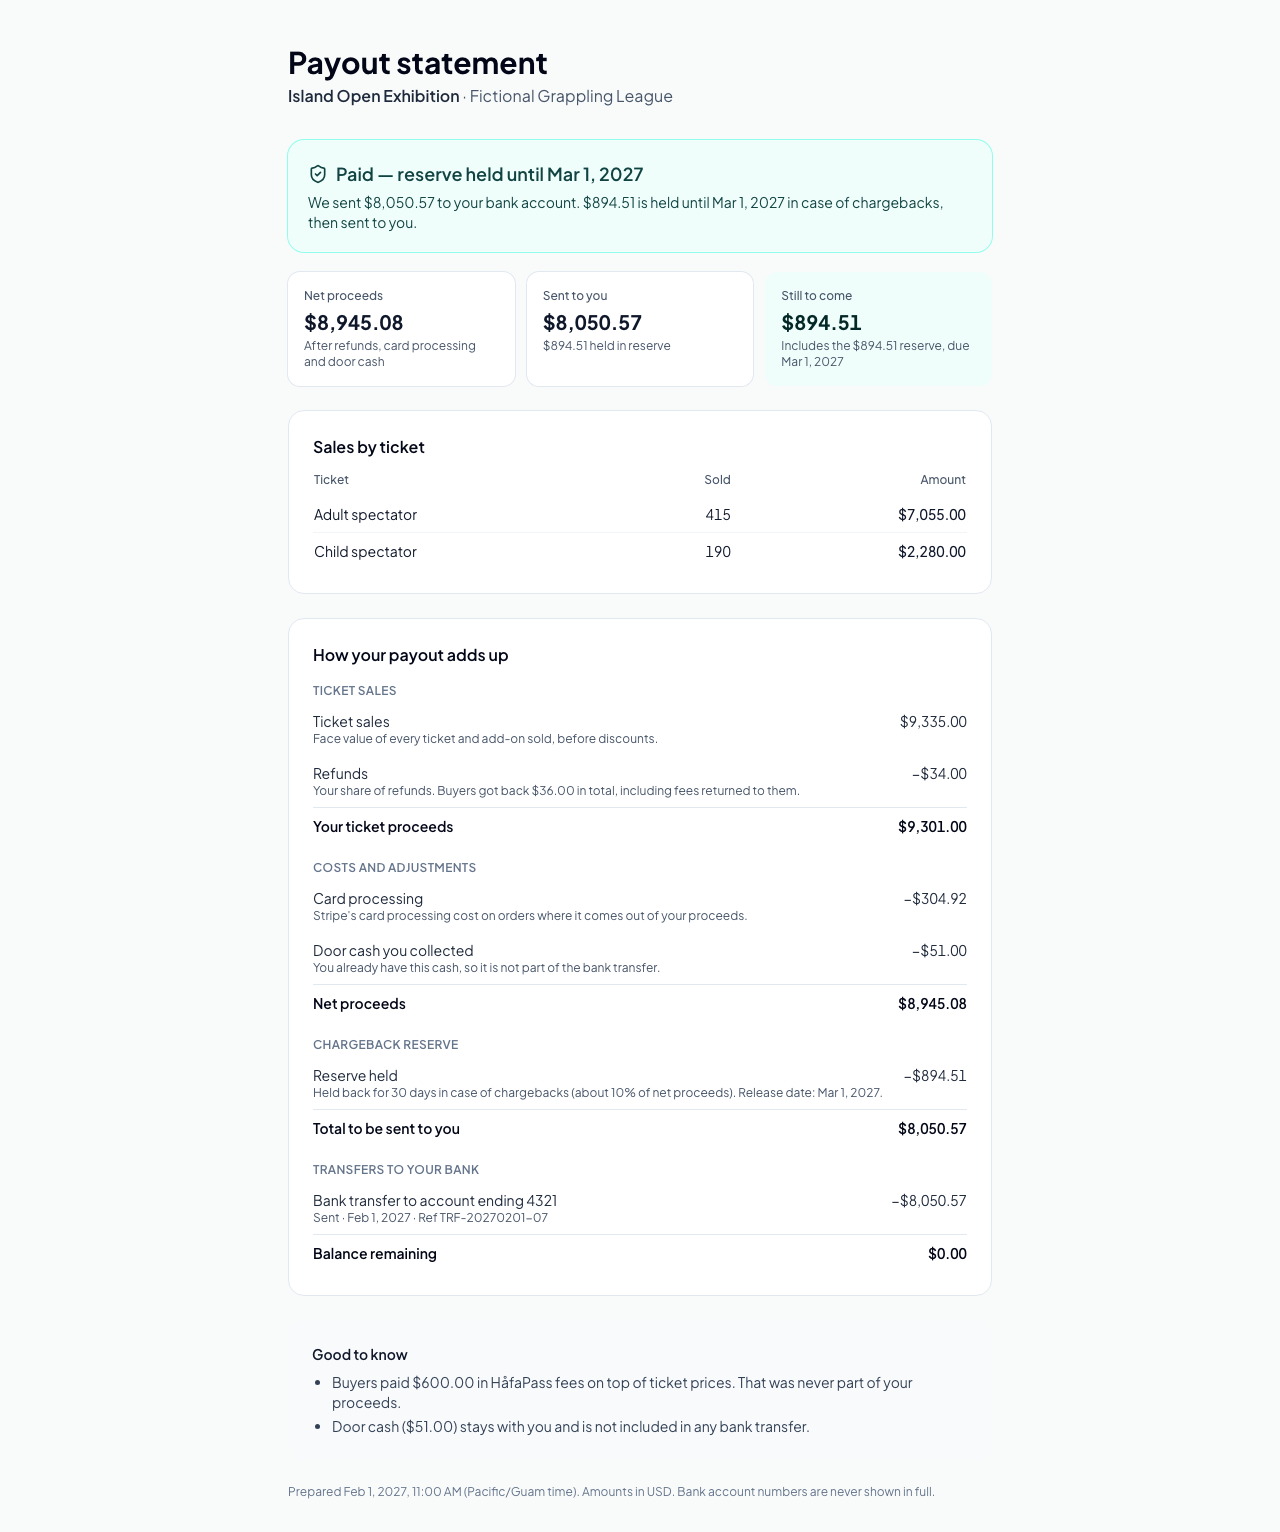 Payout statement
Island Open Exhibition · Fictional Grappling League
Paid — reserve held until Mar 1, 2027
We sent $8,050.57 to your bank account. $894.51 is held until Mar 1, 2027 in case of chargebacks,
then sent to you.
Net proceeds
$8,945.08
After refunds, card processing
and door cash
Sent to you
$8,050.57
$894.51 held in reserve
Still to come
$894.51
Includes the $894.51 reserve, due
Mar 1, 2027
Sales by ticket
Ticket Sold Amount
Adult spectator 415 $7,055.00
Child spectator 190 $2,280.00
How your payout adds up
TICKET SALES
Ticket sales $9,335.00
Face value of every ticket and add-on sold, before discounts.
Refunds −$34.00
Your share of refunds. Buyers got back $36.00 in total, including fees returned to them.
Your ticket proceeds $9,301.00
COSTS AND ADJUSTMENTS
Card processing −$304.92
Stripe's card processing cost on orders where it comes out of your proceeds.
Door cash you collected −$51.00
You already have this cash, so it is not part of the bank transfer.
Net proceeds $8,945.08
CHARGEBACK RESERVE
Reserve held −$894.51
Held back for 30 days in case of chargebacks (about 10% of net proceeds). Release date: Mar 1, 2027.
Total to be sent to you $8,050.57
TRANSFERS TO YOUR BANK
Bank transfer to account ending 4321 −$8,050.57
Sent · Feb 1, 2027 · Ref TRF-20270201-07
Balance remaining $0.00
Good to know
• Buyers paid $600.00 in HåfaPass fees on top of ticket prices. That was never part of your
proceeds.
• Door cash ($51.00) stays with you and is not included in any bank transfer.
Prepared Feb 1, 2027, 11:00 AM (Pacific/Guam time). Amounts in USD. Bank account numbers are never shown in full.